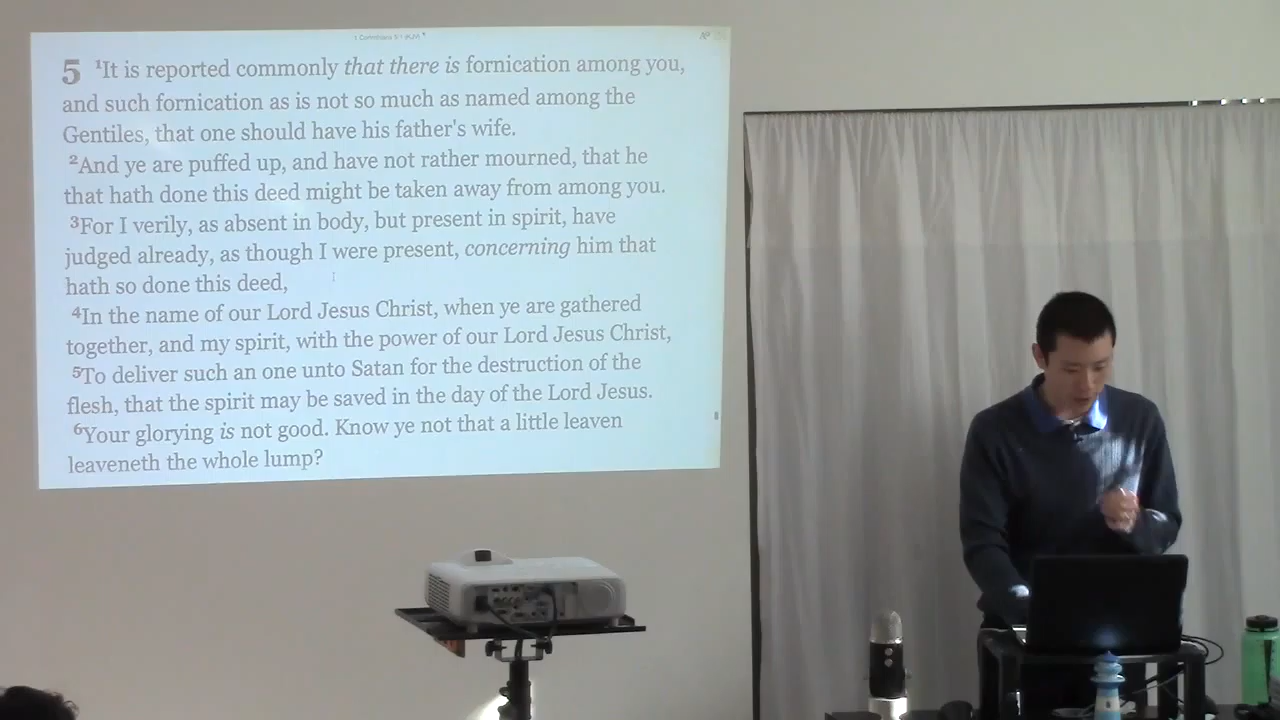 1 Corinthians 5:1 (KJV)
5 ¹It is reported commonly that there is fornication among you,
and such fornication as is not so much as named among the
Gentiles, that one should have his father's wife.
²And ye are puffed up, and have not rather mourned, that he
that hath done this deed might be taken away from among you.
³For I verily, as absent in body, but present in spirit, have
judged already, as though I were present, concerning him that
hath so done this deed,
⁴In the name of our Lord Jesus Christ, when ye are gathered
together, and my spirit, with the power of our Lord Jesus Christ,
⁵To deliver such an one unto Satan for the destruction of the
flesh, that the spirit may be saved in the day of the Lord Jesus.
⁶Your glorying is not good. Know ye not that a little leaven
leaveneth the whole lump?